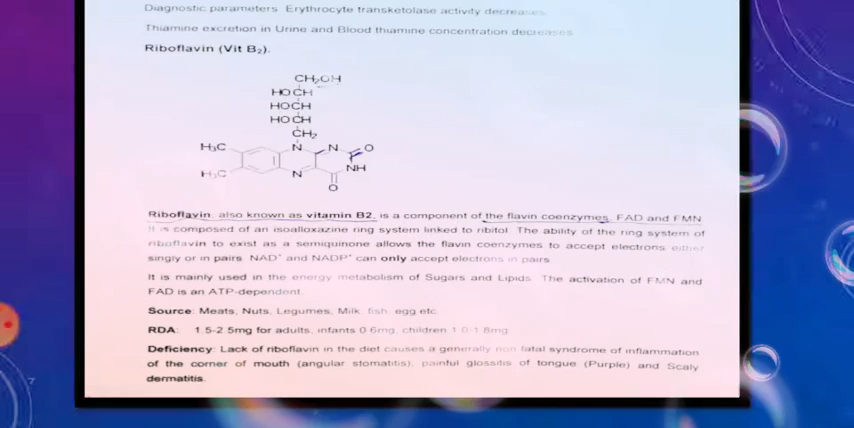 Diagnostic parameters Erythrocyte transketolase activity decreases
Thiamine excretion in Urine and Blood thiamine concentration decreases
Riboflavin (Vit B₂).
CH₂OH
HOCH
HOCH
HOCH
CH₂
H₃C N N O
NH
H₃C N
O
Riboflavin, also known as vitamin B2, is a component of the flavin coenzymes, FAD and FMN
It is composed of an isoalloxazine ring system linked to ribitol. The ability of the ring system of
riboflavin to exist as a semiquinone allows the flavin coenzymes to accept electrons either
singly or in pairs. NAD⁺ and NADP⁺ can only accept electrons in pairs
It is mainly used in the energy metabolism of Sugars and Lipids. The activation of FMN and
FAD is an ATP-dependent.
Source: Meats, Nuts, Legumes, Milk, fish, egg etc
RDA: 1.5-2.5mg for adults, infants 0.6mg, children 1.0-1.8mg
Deficiency: Lack of riboflavin in the diet causes a generally non fatal syndrome of inflammation
of the corner of mouth (angular stomatitis), painful glossitis of tongue (Purple) and Scaly
dermatitis.
7